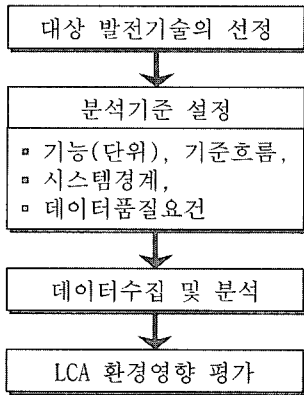 대상 발전기술의 선정
분석기준 설정
▫ 기능(단위), 기준흐름,
▫ 시스템경계,
▫ 데이터품질요건
데이터수집 및 분석
LCA 환경영향 평가